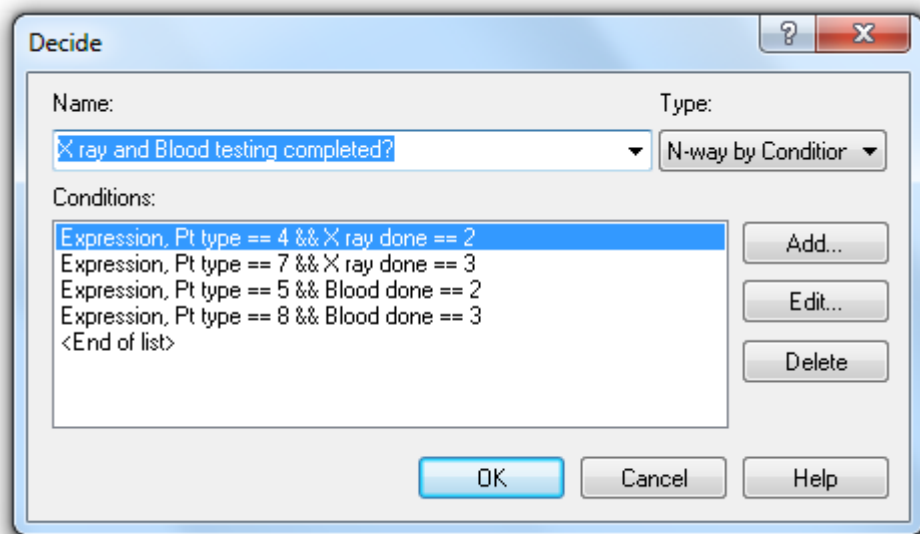 Decide
Name:
Type:
X ray and Blood testing completed?
N-way by Condition
Conditions:
Expression, Pt type == 4 && X ray done == 2
Expression, Pt type == 7 && X ray done == 3
Expression, Pt type == 5 && Blood done == 2
Expression, Pt type == 8 && Blood done == 3
<End of list>
Add...
Edit...
Delete
OK
Cancel
Help